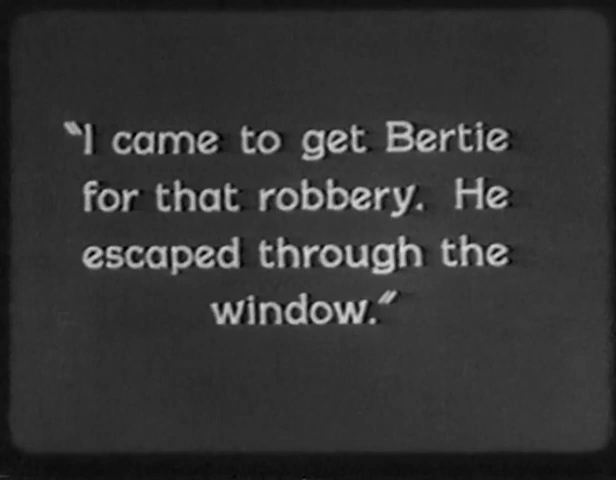 "I came to get Bertie
for that robbery. He
escaped through the
window."